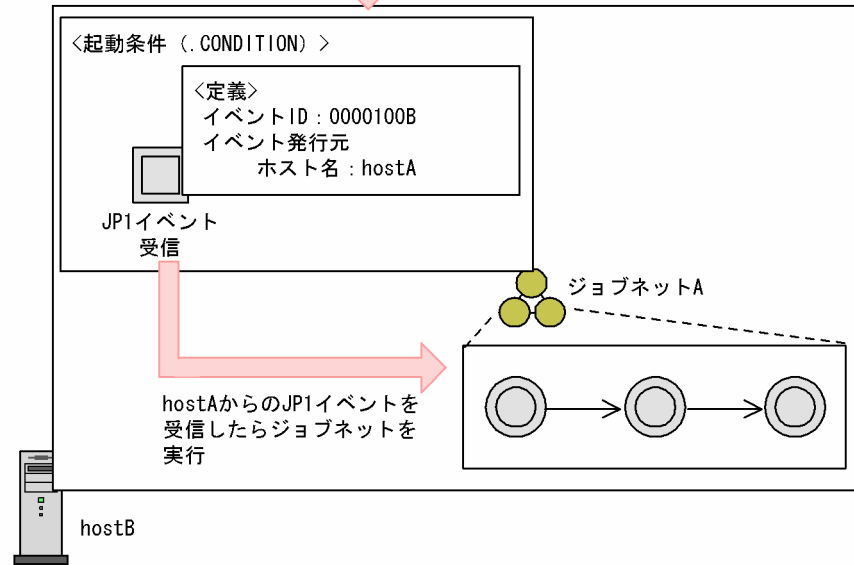 <起動条件（.CONDITION）>
<定義>
イベントID：0000100B
イベント発行元
ホスト名：hostA
JP1イベント
受信
ジョブネットA
hostAからのJP1イベントを
受信したらジョブネットを
実行
hostB